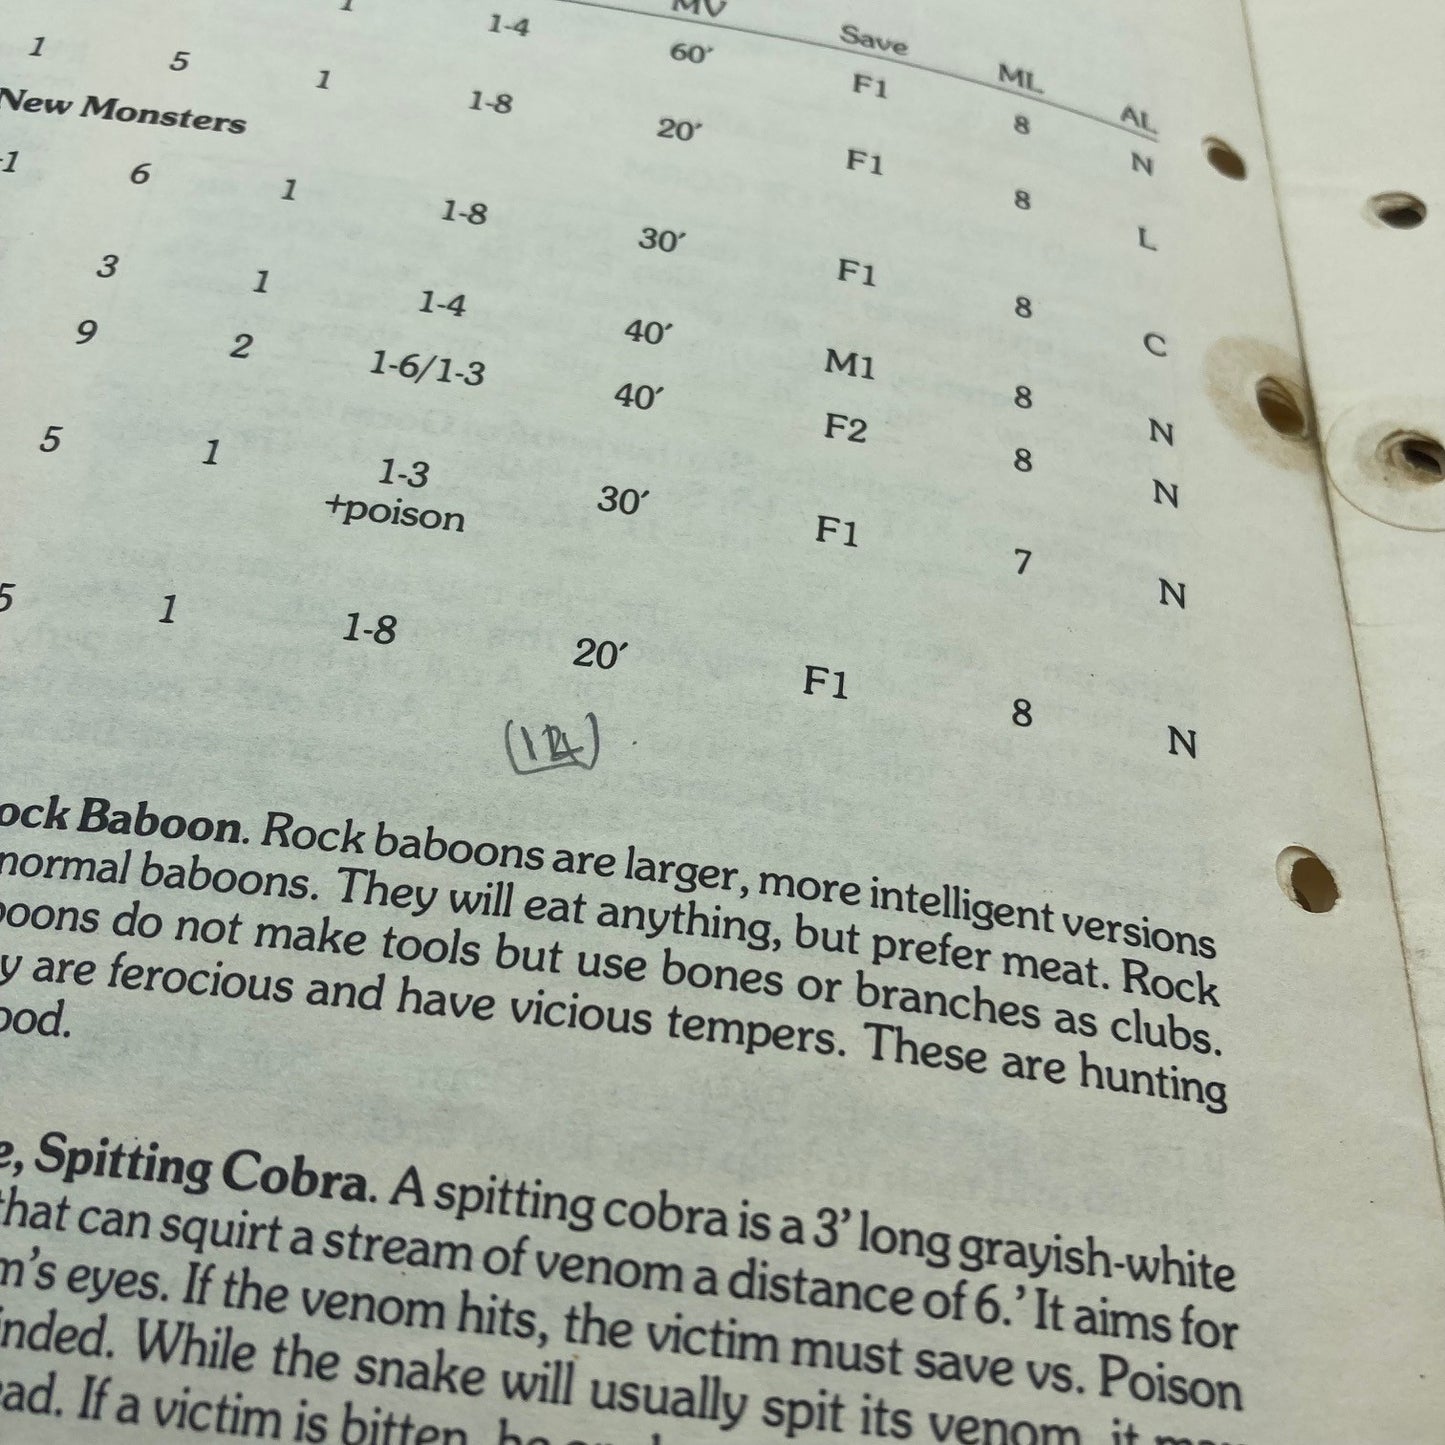 MV Save ML AL
1 1-4 60′ F1 8 N
1 5 1 1-8 20′ F1 8 L
New Monsters
1 6 1 1-8 30′ F1 8 C
3 1 1-4 40′ M1 8 N
9 2 1-6/1-3 40′ F2 8 N
5 1 1-3 30′ F1 7 N
+poison
5 1 1-8 20′ F1 8 N
ock Baboon. Rock baboons are larger, more intelligent versions
normal baboons. They will eat anything, but prefer meat. Rock
boons do not make tools but use bones or branches as clubs.
y are ferocious and have vicious tempers. These are hunting
ood.
e, Spitting Cobra. A spitting cobra is a 3’ long grayish-white
that can squirt a stream of venom a distance of 6.’ It aims for
m’s eyes. If the venom hits, the victim must save vs. Poison
inded. While the snake will usually spit its venom, it may
ead. If a victim is bitten, he